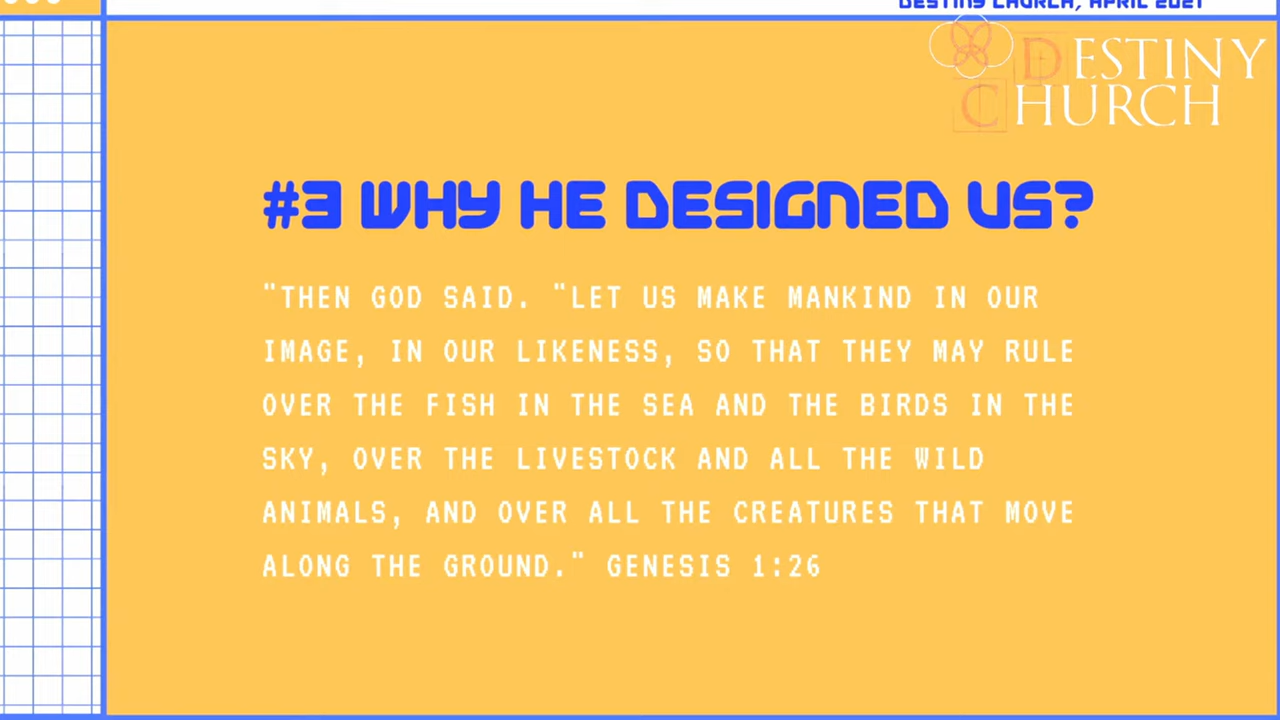 DESTINY CHURCH, APRIL 2021
DESTINY
CHURCH
#3 WHY HE DESIGNED US?
"THEN GOD SAID. "LET US MAKE MANKIND IN OUR
IMAGE, IN OUR LIKENESS, SO THAT THEY MAY RULE
OVER THE FISH IN THE SEA AND THE BIRDS IN THE
SKY, OVER THE LIVESTOCK AND ALL THE WILD
ANIMALS, AND OVER ALL THE CREATURES THAT MOVE
ALONG THE GROUND." GENESIS 1:26